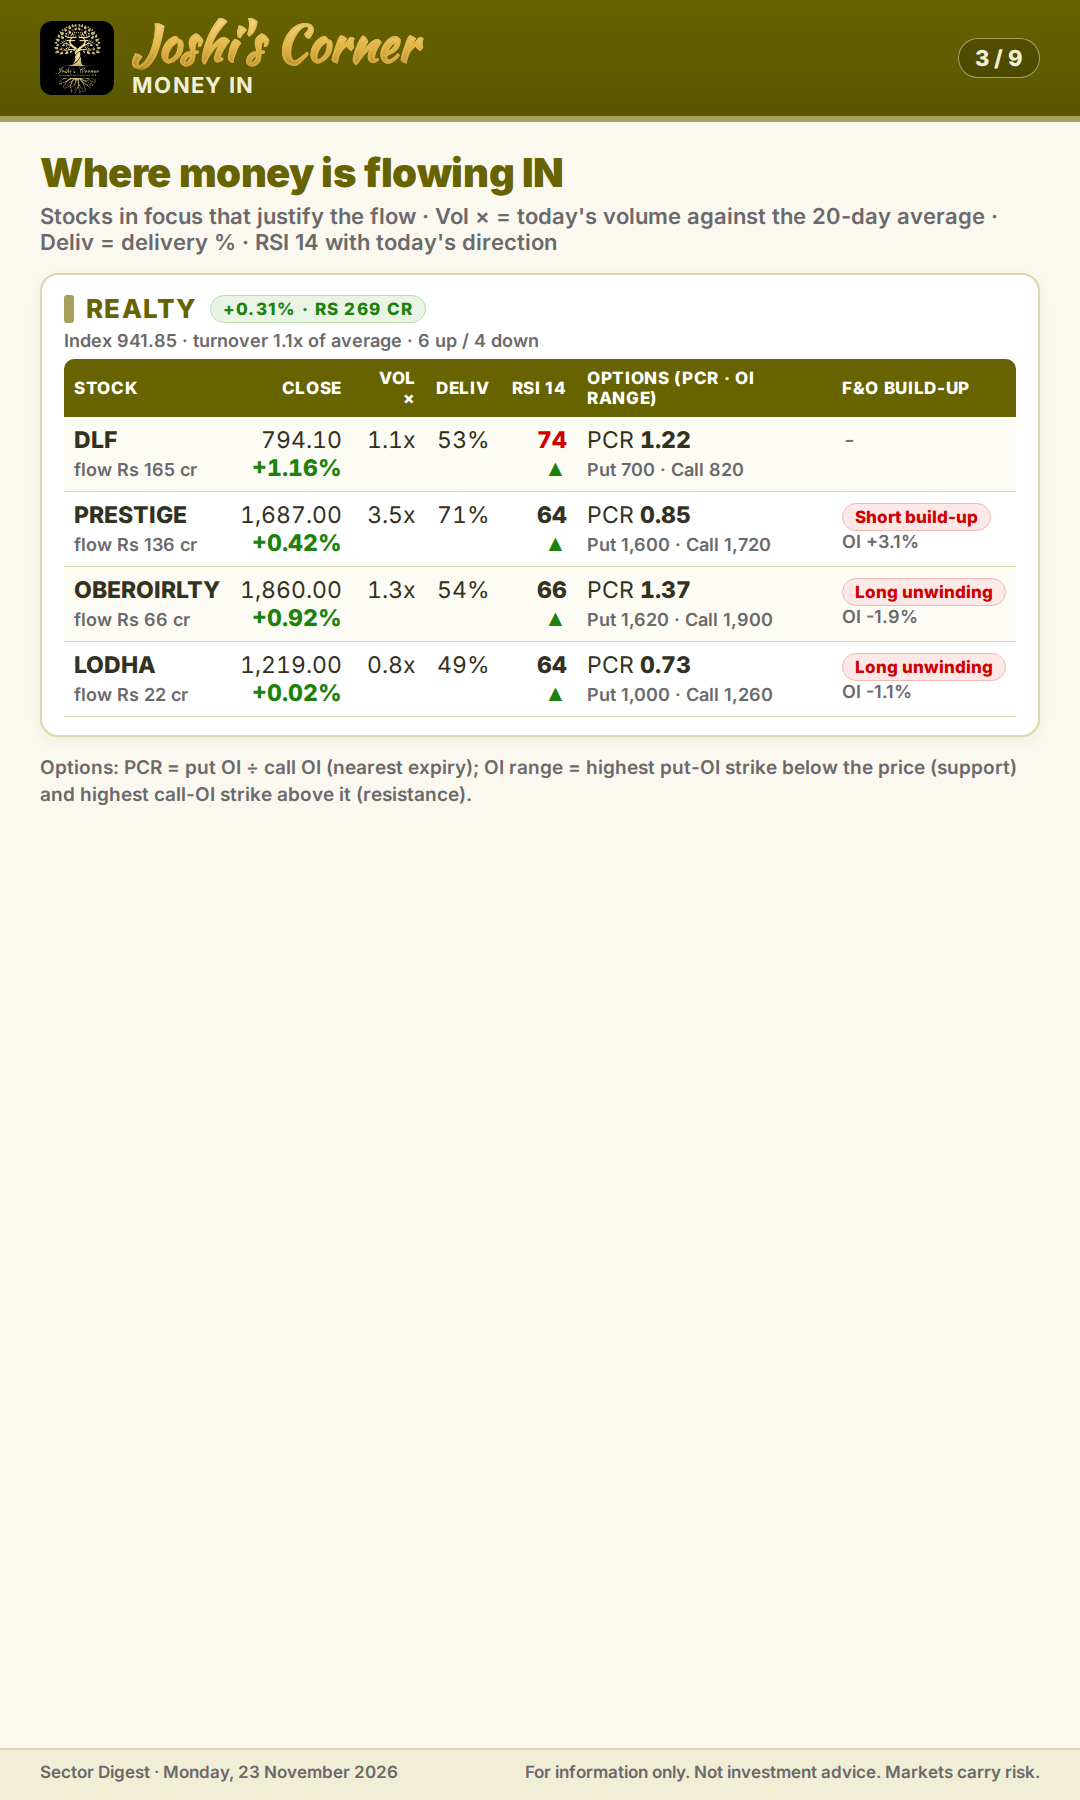 Joshi's Corner
Joshi's Corner
MONEY IN
3 / 9
Where money is flowing IN
Stocks in focus that justify the flow · Vol × = today's volume against the 20-day average ·
Deliv = delivery % · RSI 14 with today's direction
REALTY +0.31% · RS 269 CR
Index 941.85 · turnover 1.1x of average · 6 up / 4 down
STOCK CLOSE VOL × DELIV RSI 14 OPTIONS (PCR · OI RANGE) F&O BUILD-UP
DLF 794.10 1.1x 53% 74 PCR 1.22 -
flow Rs 165 cr +1.16% ▲ Put 700 · Call 820
PRESTIGE 1,687.00 3.5x 71% 64 PCR 0.85 Short build-up
flow Rs 136 cr +0.42% ▲ Put 1,600 · Call 1,720 OI +3.1%
OBEROIRLTY 1,860.00 1.3x 54% 66 PCR 1.37 Long unwinding
flow Rs 66 cr +0.92% ▲ Put 1,620 · Call 1,900 OI -1.9%
LODHA 1,219.00 0.8x 49% 64 PCR 0.73 Long unwinding
flow Rs 22 cr +0.02% ▲ Put 1,000 · Call 1,260 OI -1.1%
Options: PCR = put OI ÷ call OI (nearest expiry); OI range = highest put-OI strike below the price (support)
and highest call-OI strike above it (resistance).
Sector Digest · Monday, 23 November 2026
For information only. Not investment advice. Markets carry risk.